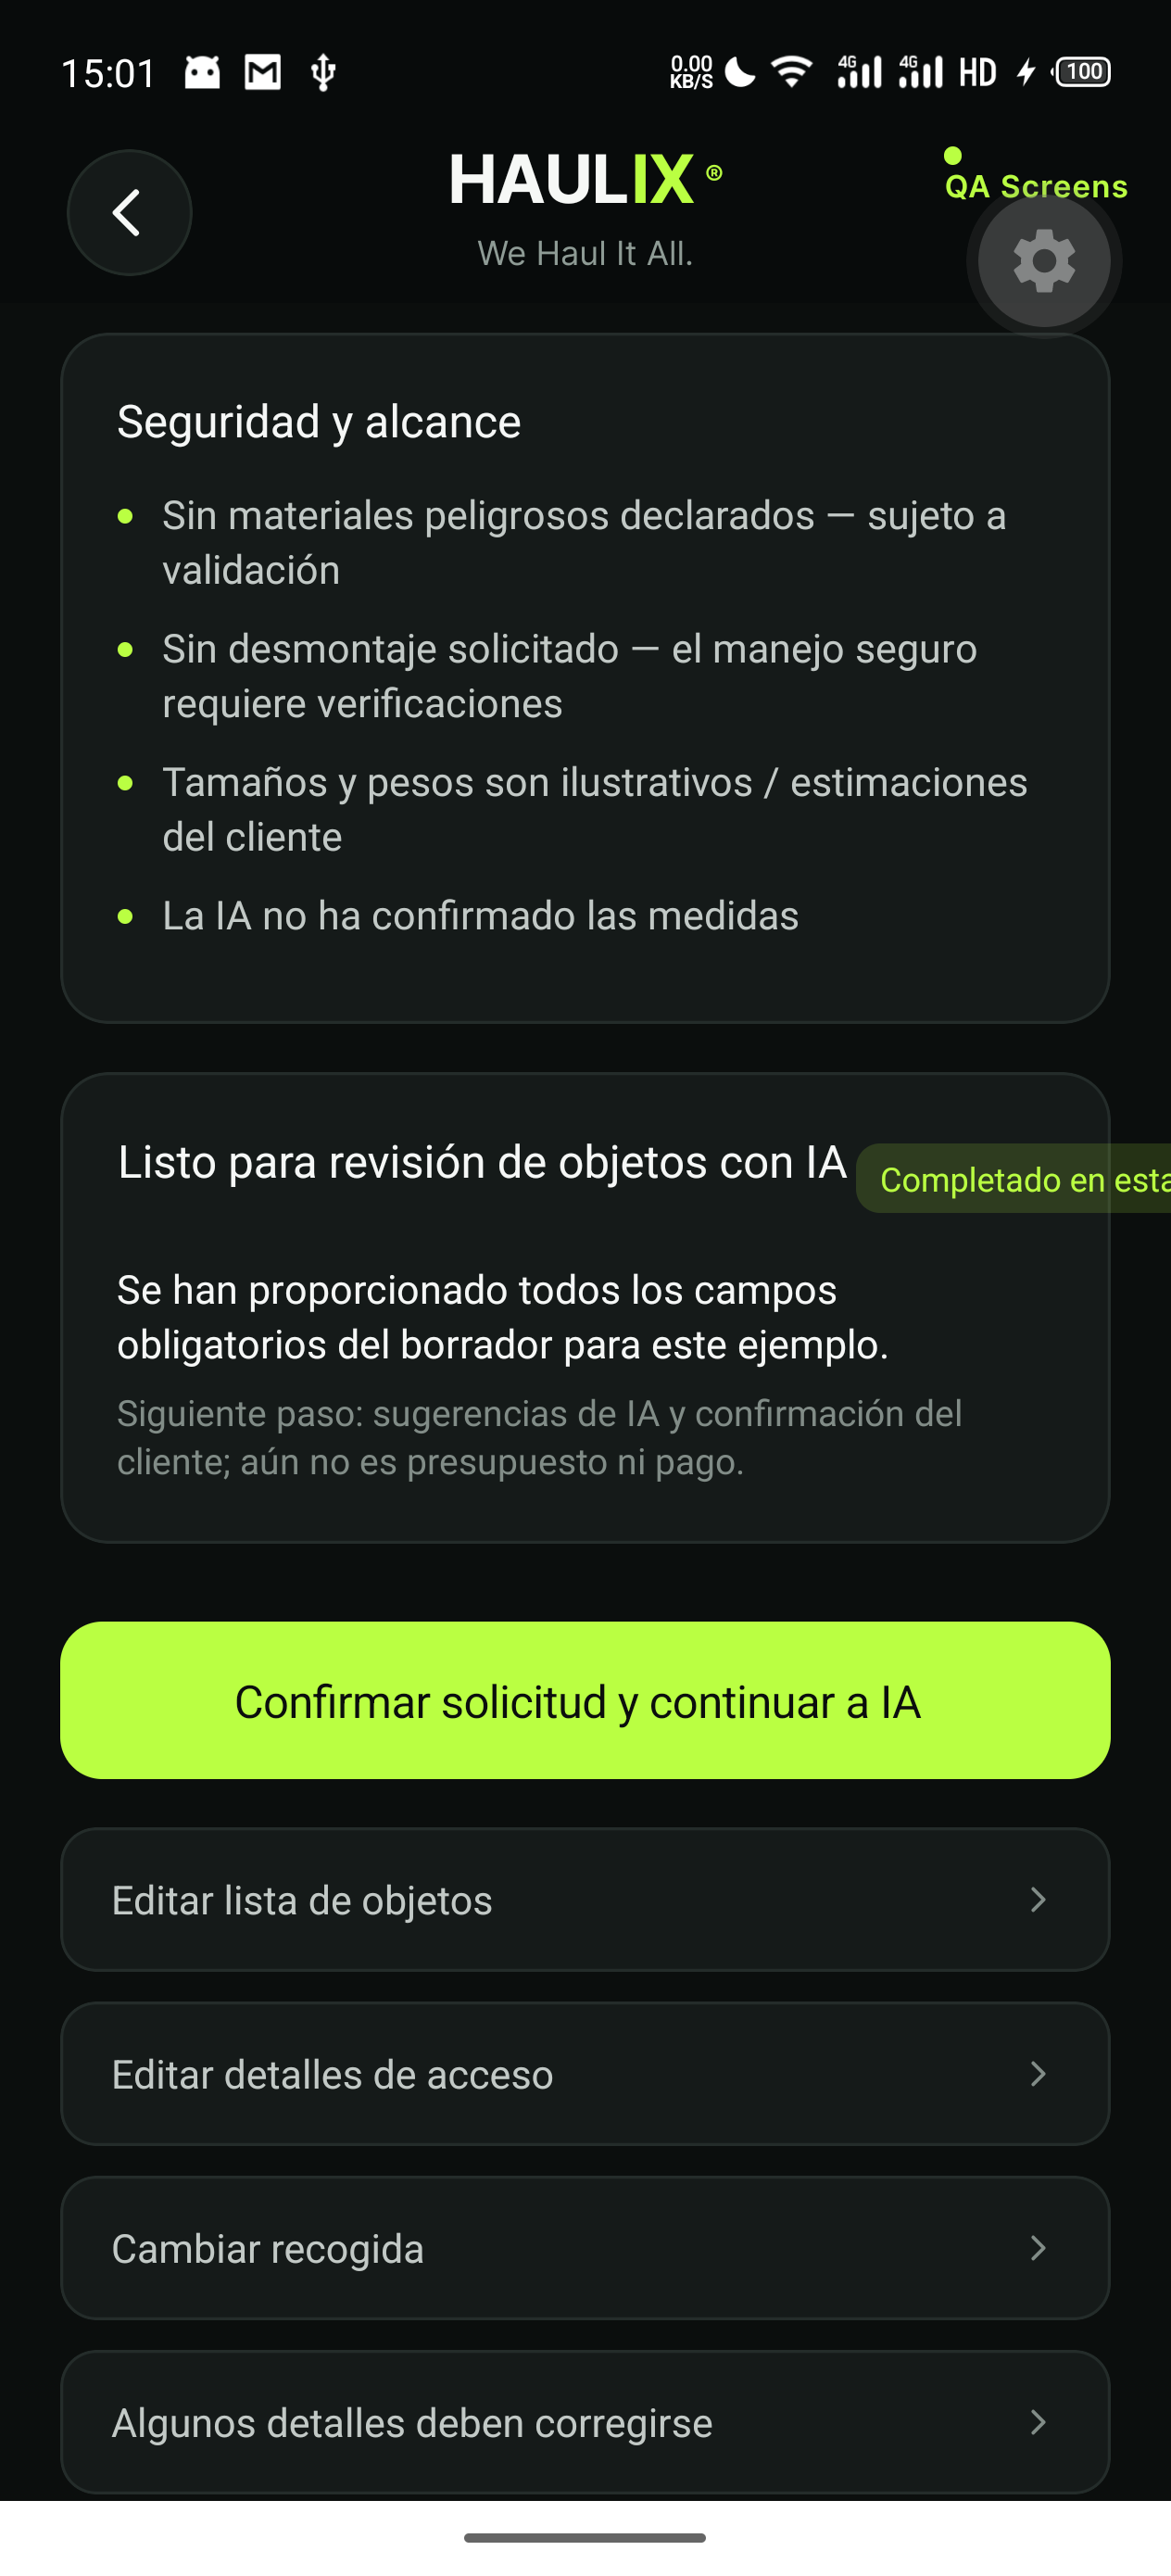 15:01
0.00
KB/S
4G
4G
HD
100
HAULIX ®
We Haul It All.
QA Screens
Seguridad y alcance
Sin materiales peligrosos declarados — sujeto a
validación
Sin desmontaje solicitado — el manejo seguro
requiere verificaciones
Tamaños y pesos son ilustrativos / estimaciones
del cliente
La IA no ha confirmado las medidas
Listo para revisión de objetos con IA
Completado en esta
Se han proporcionado todos los campos
obligatorios del borrador para este ejemplo.
Siguiente paso: sugerencias de IA y confirmación del
cliente; aún no es presupuesto ni pago.
Confirmar solicitud y continuar a IA
Editar lista de objetos
Editar detalles de acceso
Cambiar recogida
Algunos detalles deben corregirse